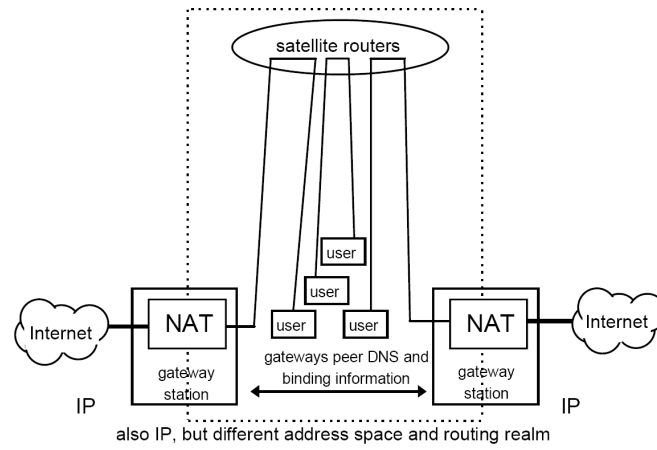 satellite routers
user
user
user
user
Internet
NAT
NAT
Internet
gateways peer DNS and
binding information
gateway
station
gateway
station
IP
IP
also IP, but different address space and routing realm